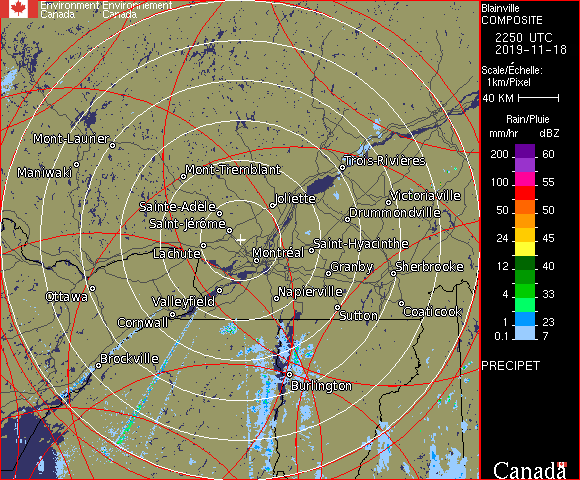 Environment Environnement
Canada Canada
Blainville
COMPOSITE
2250 UTC
2019-11-18
Scale/Échelle:
1km/Pixel
40 KM
Rain/Pluie
mm/hr dBZ
200 60
100 55
50 50
24 45
12 40
4 33
1 23
0.1 7
PRECIPET
Mont-Laurier
Maniwaki
Mont-Tremblant
Trois-Rivières
Joliette
Victoriaville
Sainte-Adèle
Drummondville
Saint-Jérôme
Saint-Hyacinthe
Lachute
Montréal
Granby
Sherbrooke
Ottawa
Valleyfield
Napierville
Cornwall
Sutton
Coaticook
Brockville
Burlington
Canada